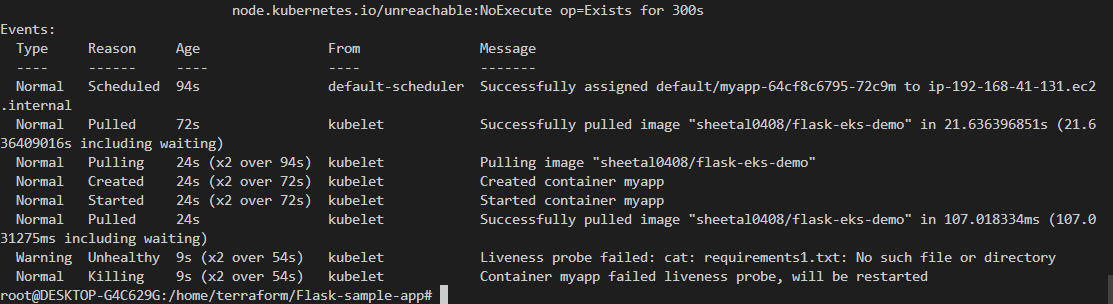 node.kubernetes.io/unreachable:NoExecute op=Exists for 300s
Events:
  Type     Reason     Age                From               Message
  ----     ------     ----               ----               -------
  Normal   Scheduled  94s                default-scheduler  Successfully assigned default/myapp-64cf8c6795-72c9m to ip-192-168-41-131.ec2
.internal
  Normal   Pulled     72s                kubelet            Successfully pulled image "sheetal0408/flask-eks-demo" in 21.636396851s (21.6
36409016s including waiting)
  Normal   Pulling    24s (x2 over 94s)  kubelet            Pulling image "sheetal0408/flask-eks-demo"
  Normal   Created    24s (x2 over 72s)  kubelet            Created container myapp
  Normal   Started    24s (x2 over 72s)  kubelet            Started container myapp
  Normal   Pulled     24s                kubelet            Successfully pulled image "sheetal0408/flask-eks-demo" in 107.018334ms (107.0
31275ms including waiting)
  Warning  Unhealthy  9s (x2 over 54s)   kubelet            Liveness probe failed: cat: requirements1.txt: No such file or directory
  Normal   Killing    9s (x2 over 54s)   kubelet            Container myapp failed liveness probe, will be restarted
root@DESKTOP-G4C629G:/home/terraform/Flask-sample-app#